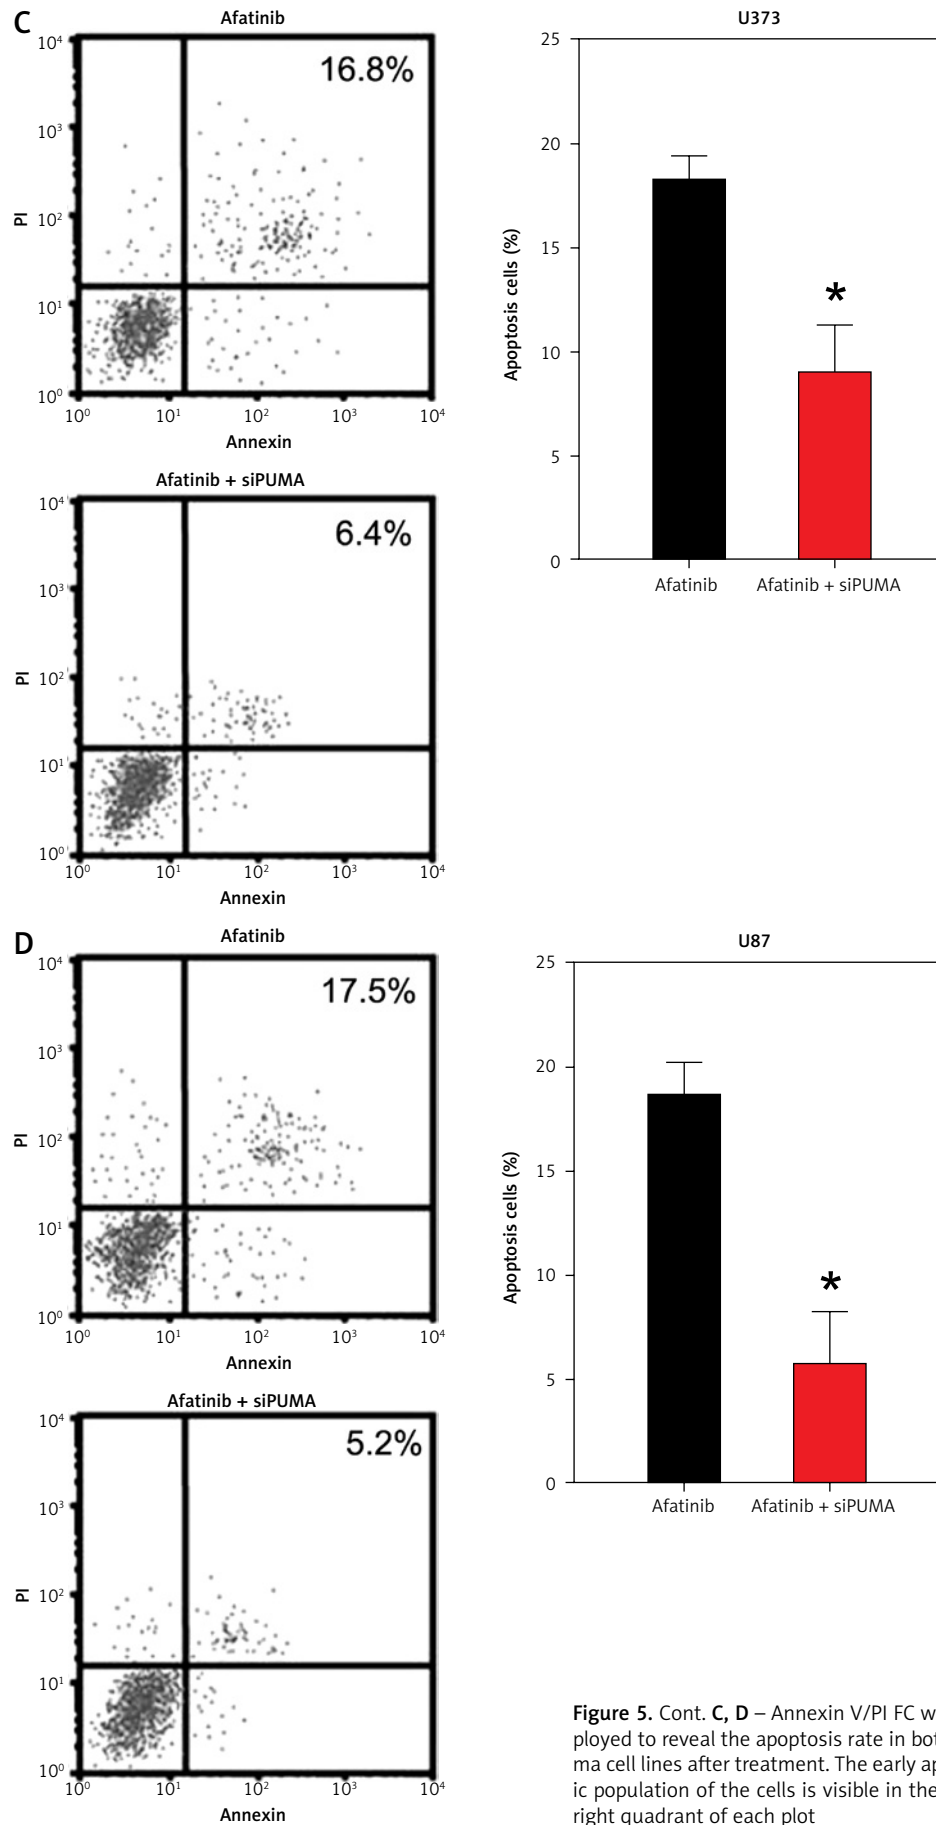 C
Afatinib
16.8%
PI
10⁴
10³
10²
10¹
10⁰
10⁰ 10¹ 10² 10³ 10⁴
Annexin
U373
Apoptosis cells (%)
25
20
15
10
5
0
*
Afatinib Afatinib + siPUMA
Afatinib + siPUMA
6.4%
PI
10⁴
10³
10²
10¹
10⁰
10⁰ 10¹ 10² 10³ 10⁴
Annexin
D
Afatinib
17.5%
PI
10⁴
10³
10²
10¹
10⁰
10⁰ 10¹ 10² 10³ 10⁴
Annexin
U87
Apoptosis cells (%)
25
20
15
10
5
0
*
Afatinib Afatinib + siPUMA
Afatinib + siPUMA
5.2%
PI
10⁴
10³
10²
10¹
10⁰
10⁰ 10¹ 10² 10³ 10⁴
Annexin
Figure 5. Cont. C, D – Annexin V/PI FC w
ployed to reveal the apoptosis rate in bot
ma cell lines after treatment. The early ap
ic population of the cells is visible in the
right quadrant of each plot